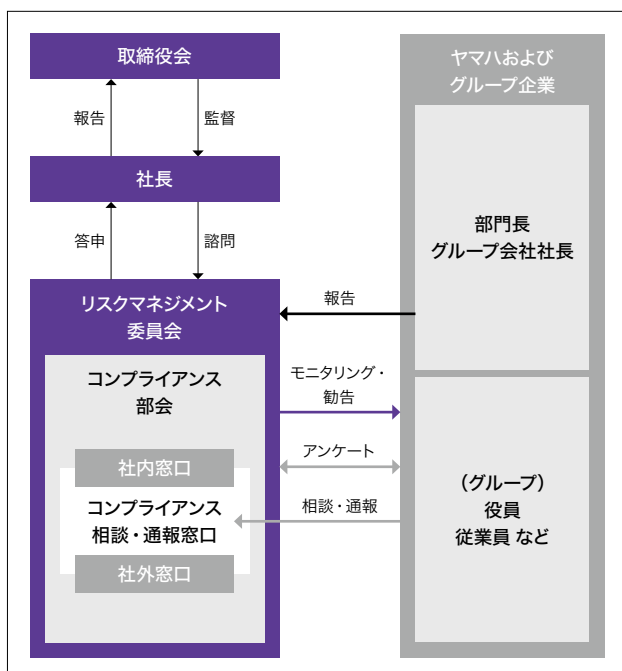 取締役会
報告
監督
社長
答申
諮問
リスクマネジメント
委員会
コンプライアンス
部会
社内窓口
コンプライアンス
相談・通報窓口
社外窓口
報告
モニタリング・
勧告
アンケート
相談・通報
ヤマハおよび
グループ企業
部門長
グループ会社社長
(グループ)
役員
従業員 など